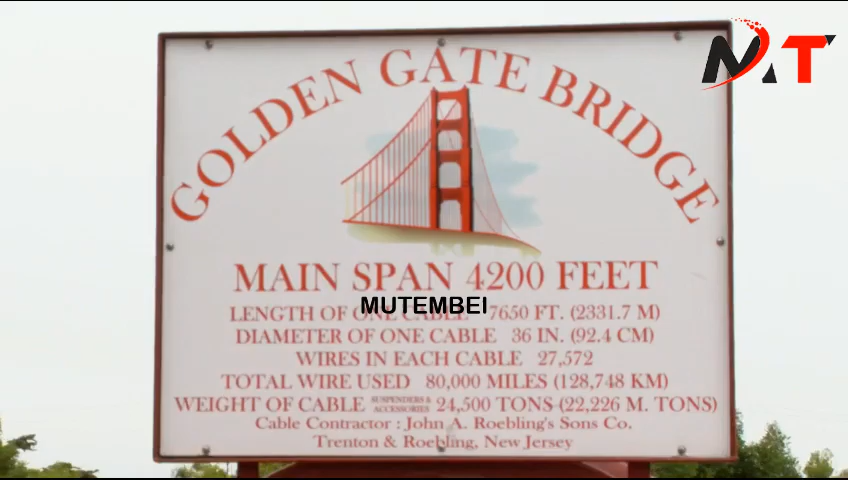 MT
GOLDEN GATE BRIDGE
MAIN SPAN 4200 FEET
LENGTH OF ONE CABLE 7650 FT. (2331.7 M)
MUTEMBEI
DIAMETER OF ONE CABLE 36 IN. (92.4 CM)
WIRES IN EACH CABLE 27,572
TOTAL WIRE USED 80,000 MILES (128,748 KM)
WEIGHT OF CABLE SUSPENDERS & ACCESSORIES 24,500 TONS (22,226 M. TONS)
Cable Contractor : John A. Roebling's Sons Co.
Trenton & Roebling, New Jersey